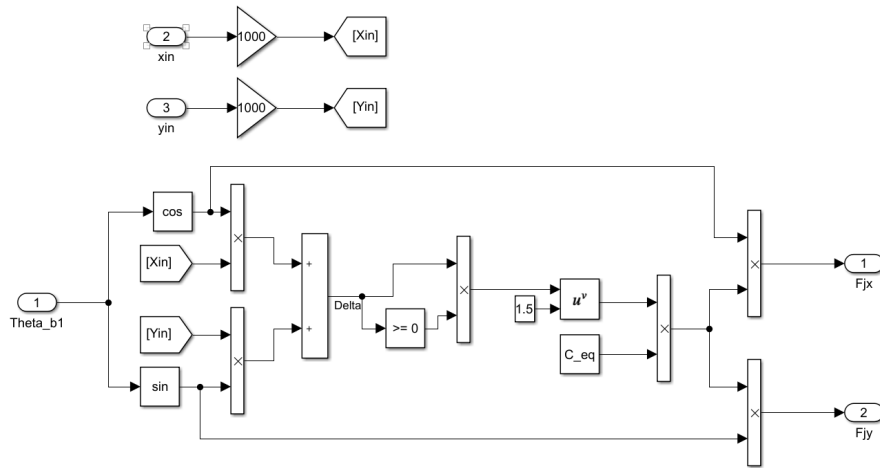 2
1000
[Xin]
xin
3
1000
[Yin]
yin
cos
×
[Xin]
+
×
×
>= 0
Delta
1
Theta_b1
[Yin]
×
+
1.5
u^v
×
C_eq
×
1
Fjx
sin
×
2
Fjy